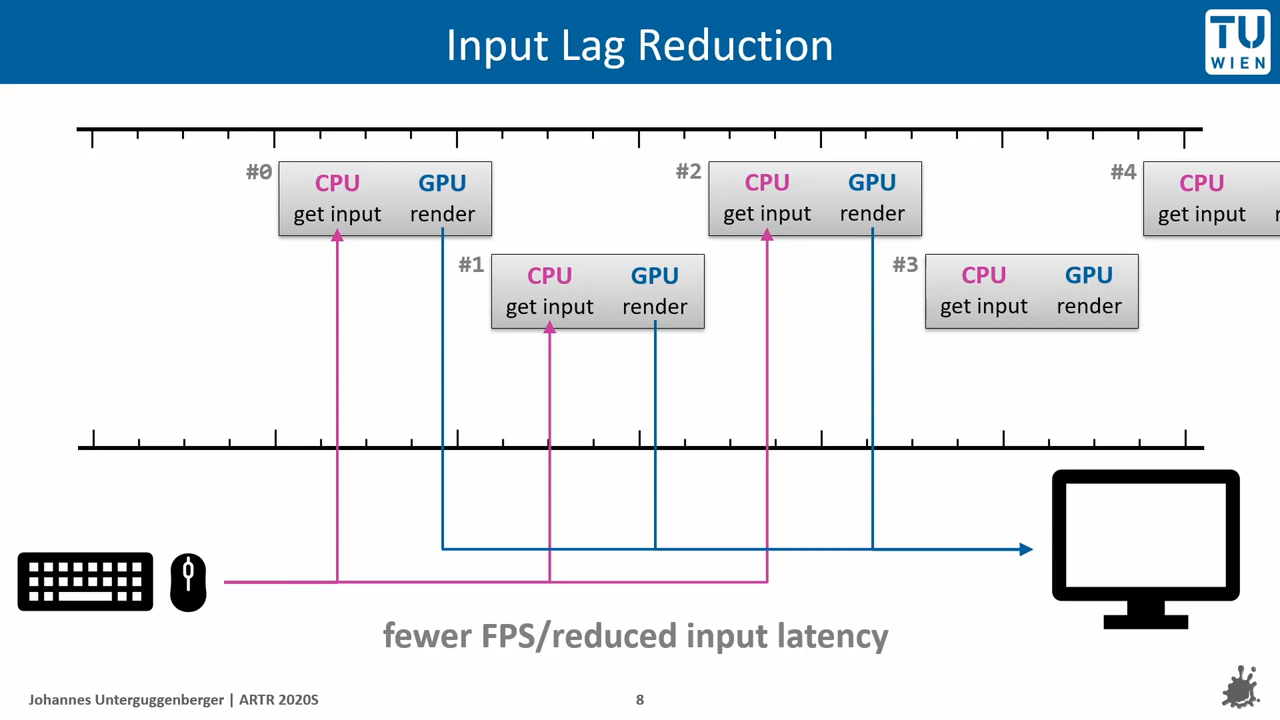 Input Lag Reduction
TU
WIEN
#0
CPU GPU
get input render
#2
CPU GPU
get input render
#4
CPU
get input r
#1
CPU GPU
get input render
#3
CPU GPU
get input render
fewer FPS/reduced input latency
Johannes Unterguggenberger | ARTR 2020S
8